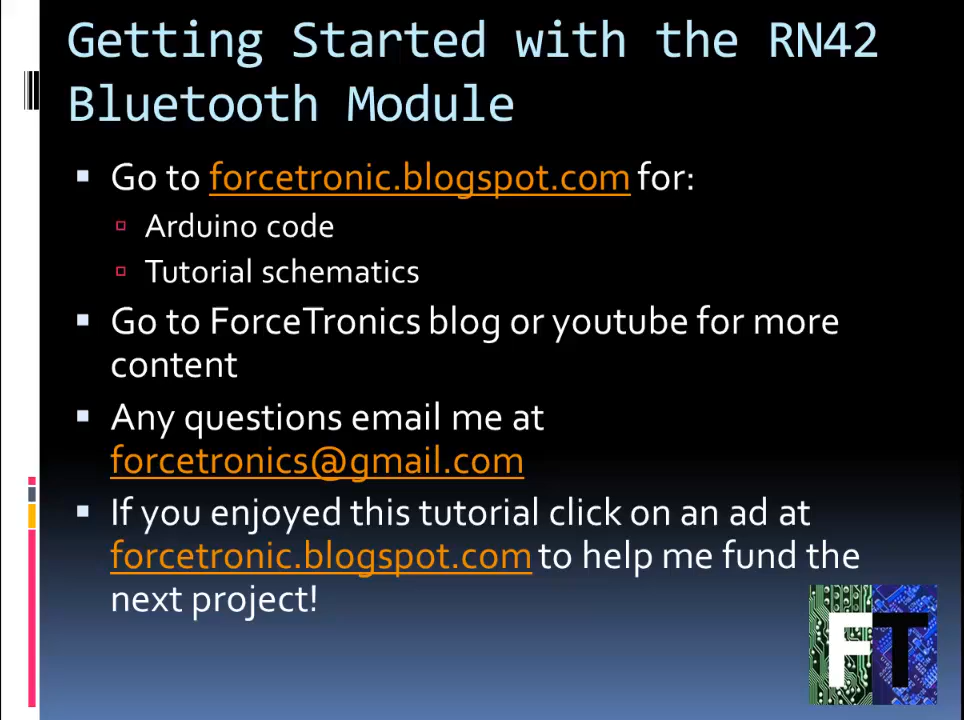 Getting Started with the RN42
Bluetooth Module
Go to forcetronic.blogspot.com for:
Arduino code
Tutorial schematics
Go to ForceTronics blog or youtube for more
content
Any questions email me at
forcetronics@gmail.com
If you enjoyed this tutorial click on an ad at
forcetronic.blogspot.com to help me fund the
next project!
FT